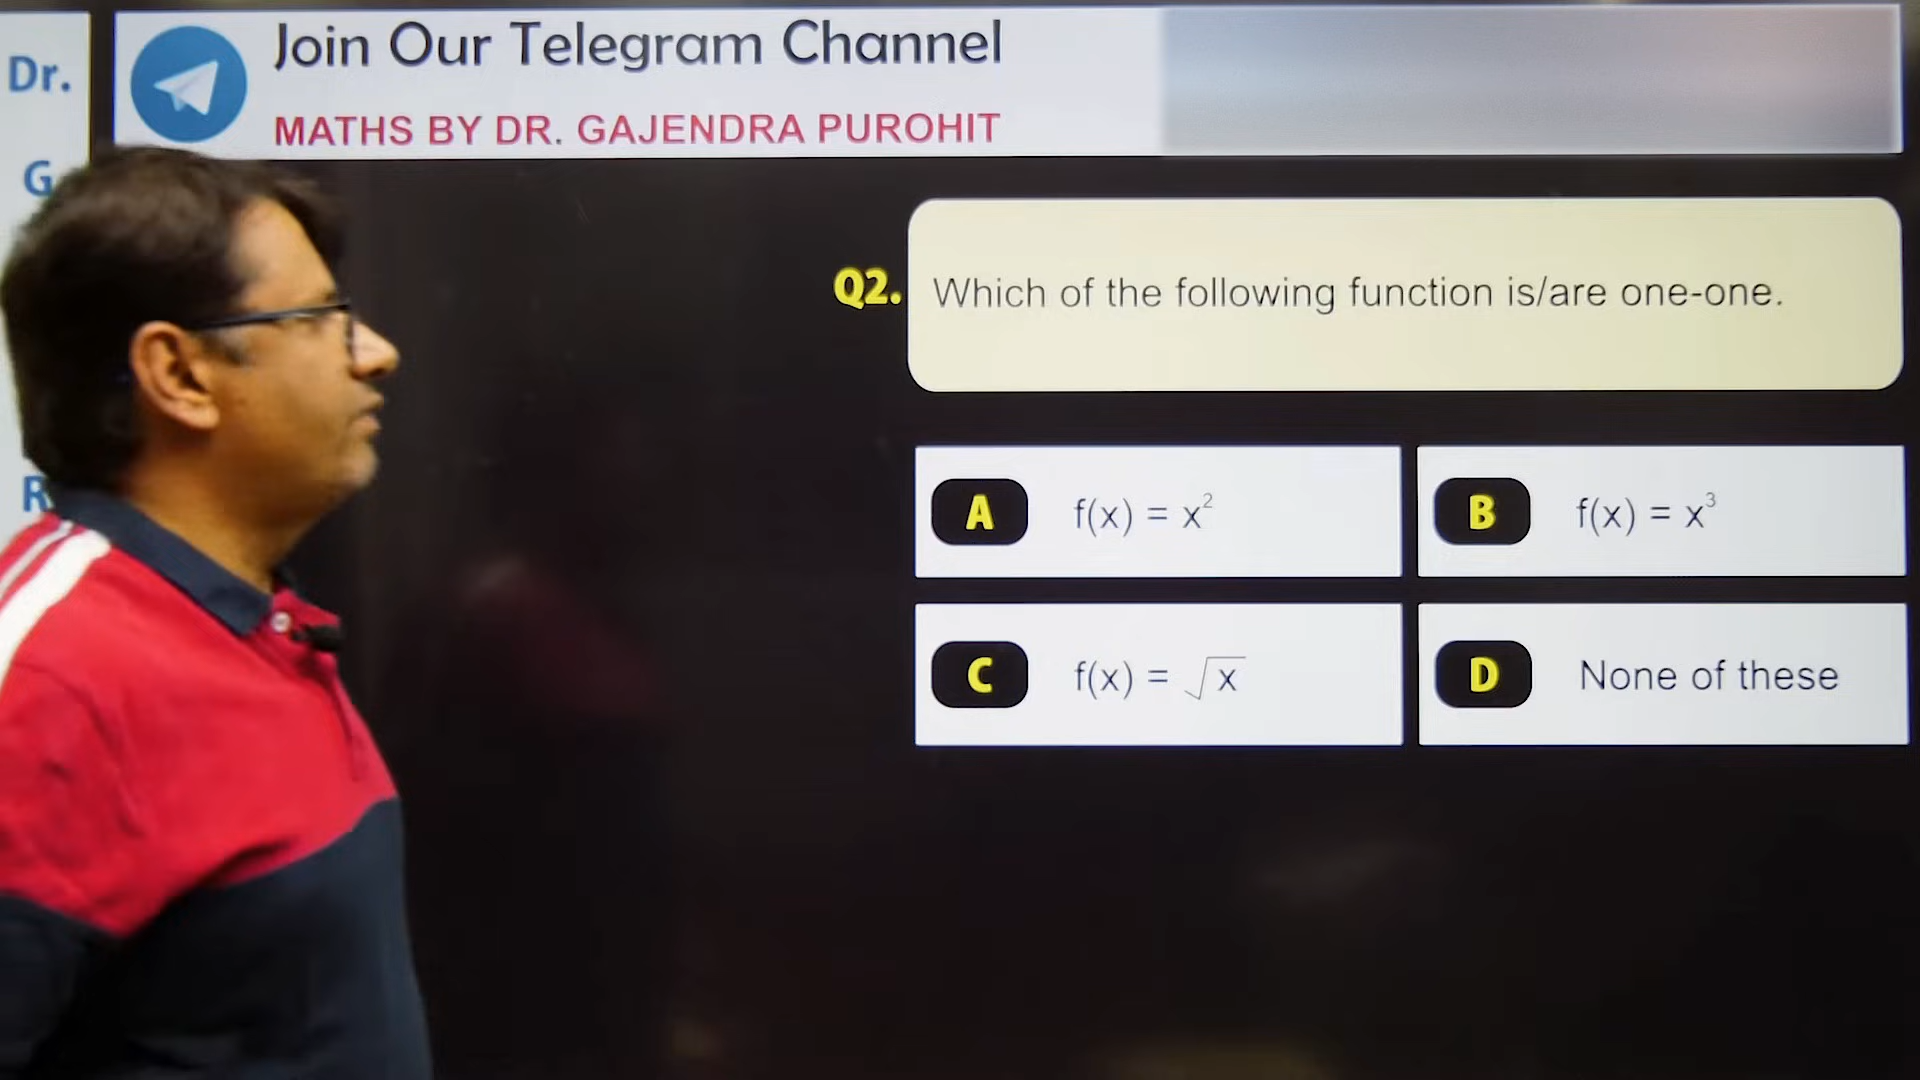 Dr.
G
R
Join Our Telegram Channel
MATHS BY DR. GAJENDRA PUROHIT
Q2. Which of the following function is/are one-one.
A f(x) = x²
B f(x) = x³
C f(x) = √x
D None of these